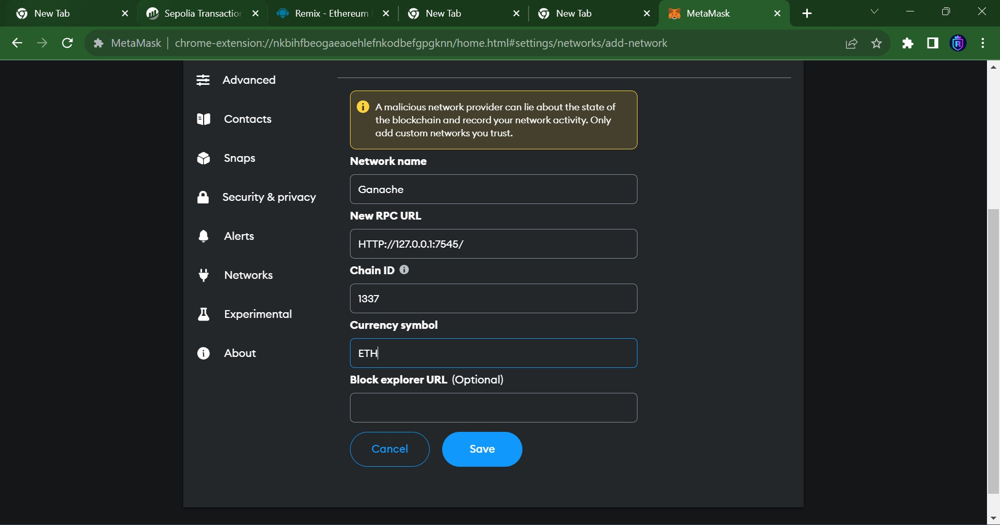 New Tab
Sepolia Transaction
Remix - Ethereum
New Tab
New Tab
MetaMask
MetaMask | chrome-extension://nkbihfbeogaeaoehlefnkodbefgpgknn/home.html#settings/networks/add-network
Advanced
Contacts
Snaps
Security & privacy
Alerts
Networks
Experimental
About
A malicious network provider can lie about the state of
the blockchain and record your network activity. Only
add custom networks you trust.
Network name
Ganache
New RPC URL
HTTP://127.0.0.1:7545/
Chain ID
1337
Currency symbol
ETH
Block explorer URL (Optional)
Cancel
Save